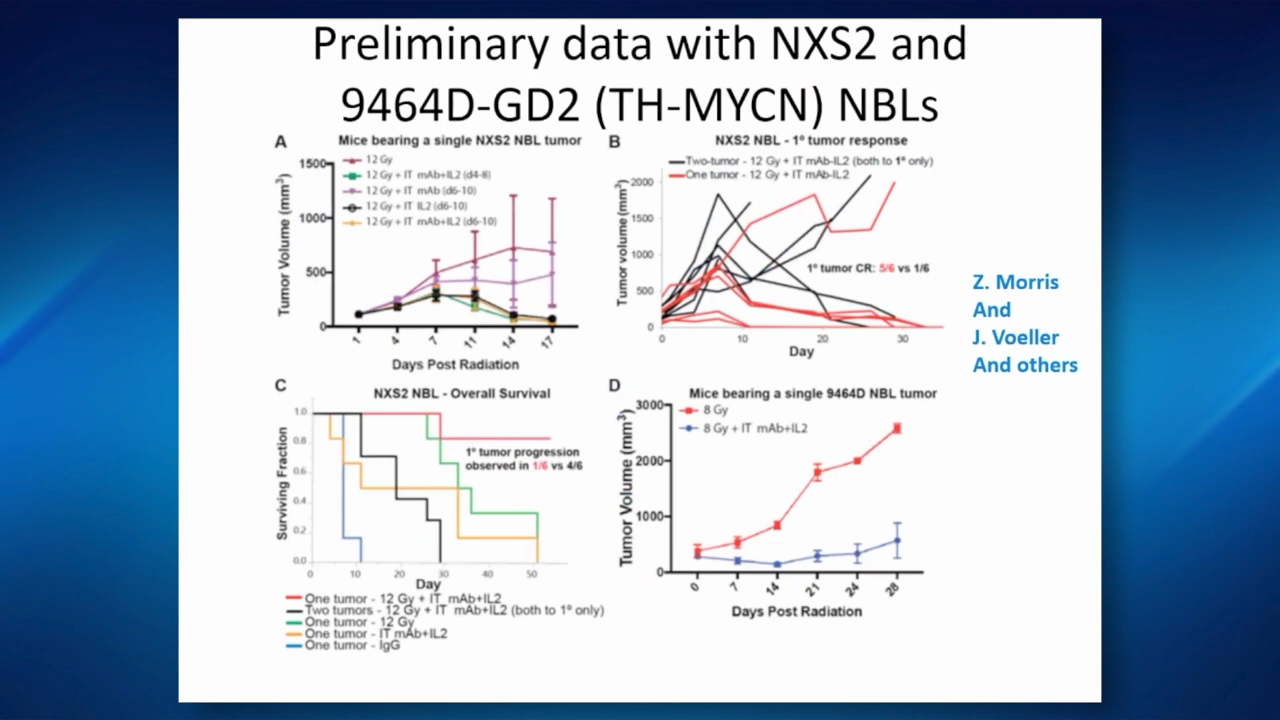 Preliminary data with NXS2 and
9464D-GD2 (TH-MYCN) NBLs
A
Mice bearing a single NXS2 NBL tumor
12 Gy
12 Gy + IT mAb+IL2 (d4-8)
12 Gy + IT mAb (d6-10)
12 Gy + IT IL2 (d6-10)
12 Gy + IT mAb+IL2 (d6-10)
Tumor Volume (mm³)
1500
1000
500
0
1 4 7 11 14 17
Days Post Radiation
B
NXS2 NBL - 1º tumor response
Two-tumor - 12 Gy + IT mAb-IL2 (both to 1º only)
One tumor - 12 Gy + IT mAb-IL2
Tumor volume (mm³)
2000
1500
1000
500
0
1º tumor CR: 5/6 vs 1/6
0 10 20 30
Day
Z. Morris
And
J. Voeller
And others
C
NXS2 NBL - Overall Survival
Surviving Fraction
1.0
0.8
0.6
0.4
0.2
0.0
1º tumor progression
observed in 1/6 vs 4/6
0 10 20 30 40 50
Day
One tumor - 12 Gy + IT mAb+IL2
Two tumors - 12 Gy + IT mAb+IL2 (both to 1º only)
One tumor - 12 Gy
One tumor - IT mAb+IL2
One tumor - IgG
D
Mice bearing a single 9464D NBL tumor
8 Gy
8 Gy + IT mAb+IL2
Tumor Volume (mm³)
3000
2000
1000
0
0 7 14 21 24 28
Days Post Radiation